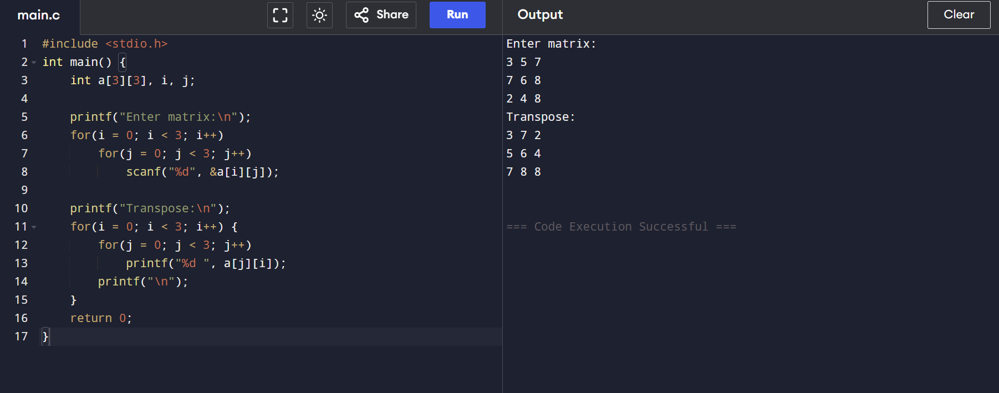 main.c
Share
Run
Output
Clear
1 #include <stdio.h>
2 int main() {
3     int a[3][3], i, j;
4
5     printf("Enter matrix:\n");
6     for(i = 0; i < 3; i++)
7         for(j = 0; j < 3; j++)
8             scanf("%d", &a[i][j]);
9
10     printf("Transpose:\n");
11     for(i = 0; i < 3; i++) {
12         for(j = 0; j < 3; j++)
13             printf("%d ", a[j][i]);
14         printf("\n");
15     }
16     return 0;
17 }
Enter matrix:
3 5 7
7 6 8
2 4 8
Transpose:
3 7 2
5 6 4
7 8 8
=== Code Execution Successful ===